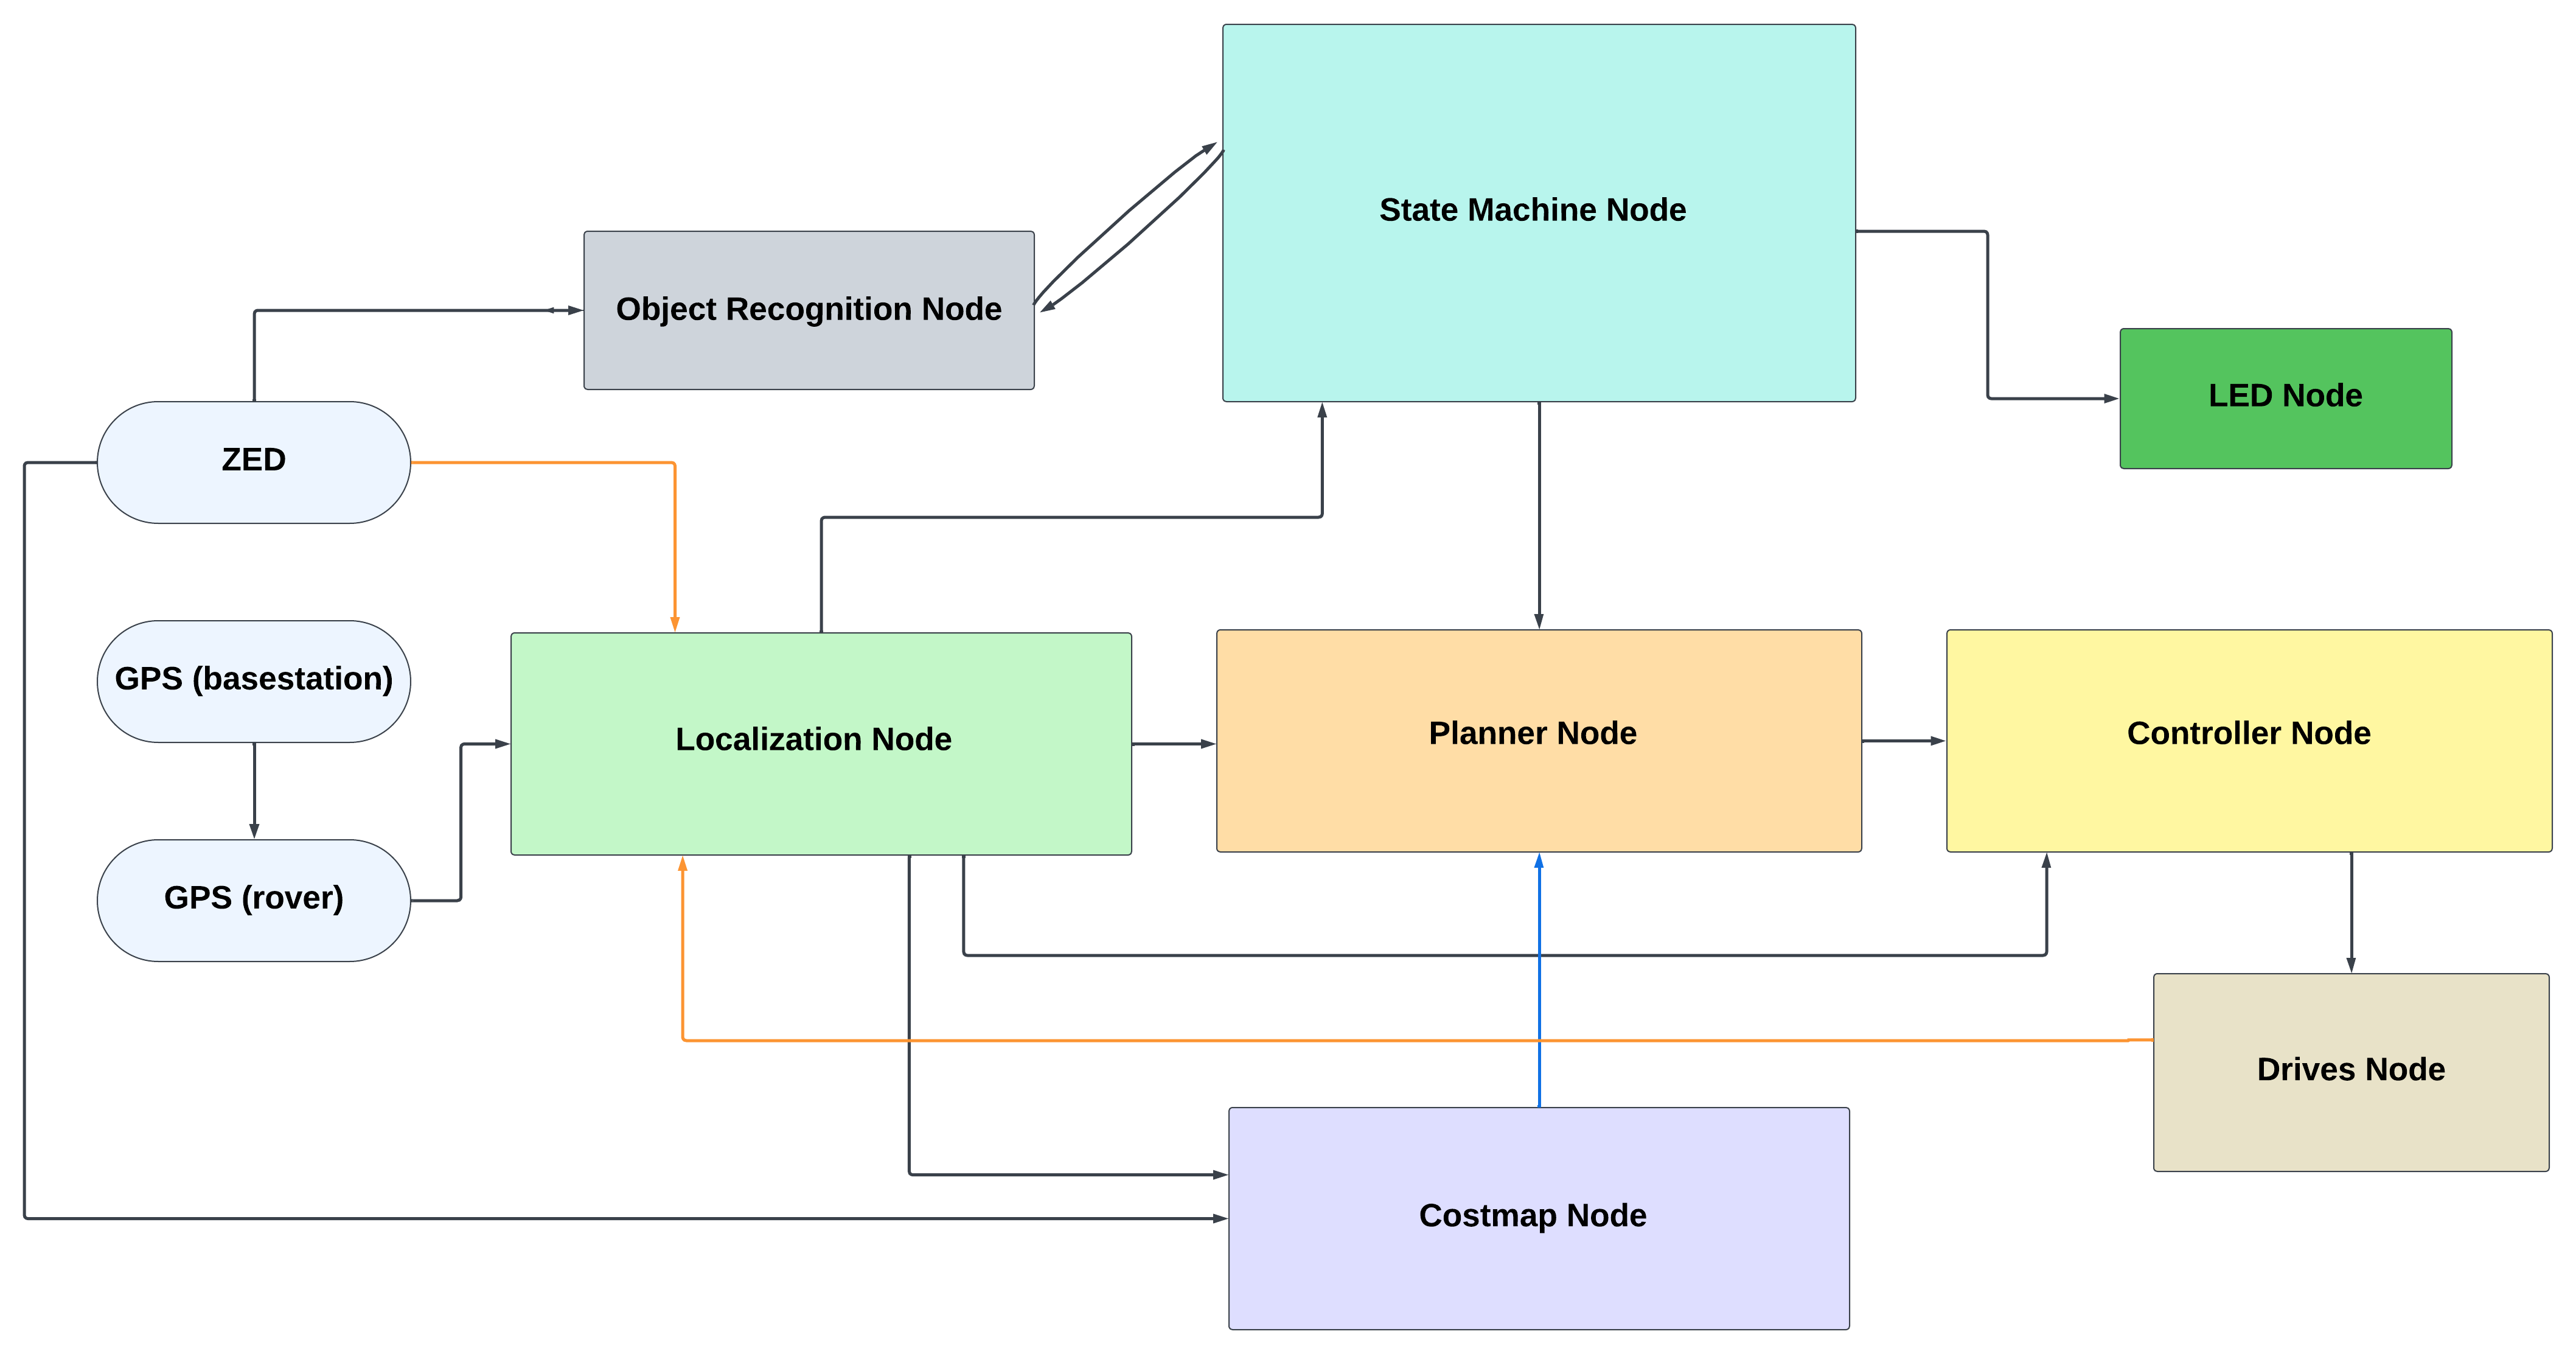 State Machine Node
Object Recognition Node
LED Node
ZED
GPS (basestation)
Localization Node
Planner Node
Controller Node
GPS (rover)
Drives Node
Costmap Node